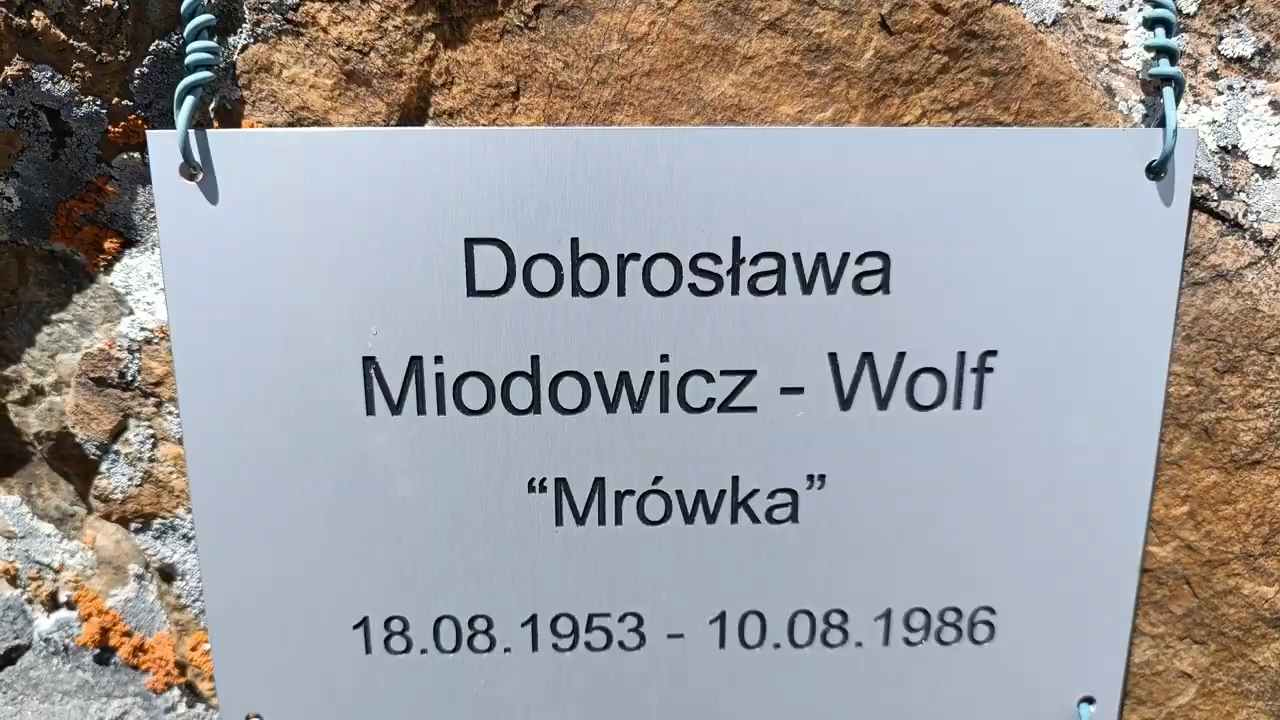 Dobrosława
Miodowicz - Wolf
“Mrówka”
18.08.1953 - 10.08.1986